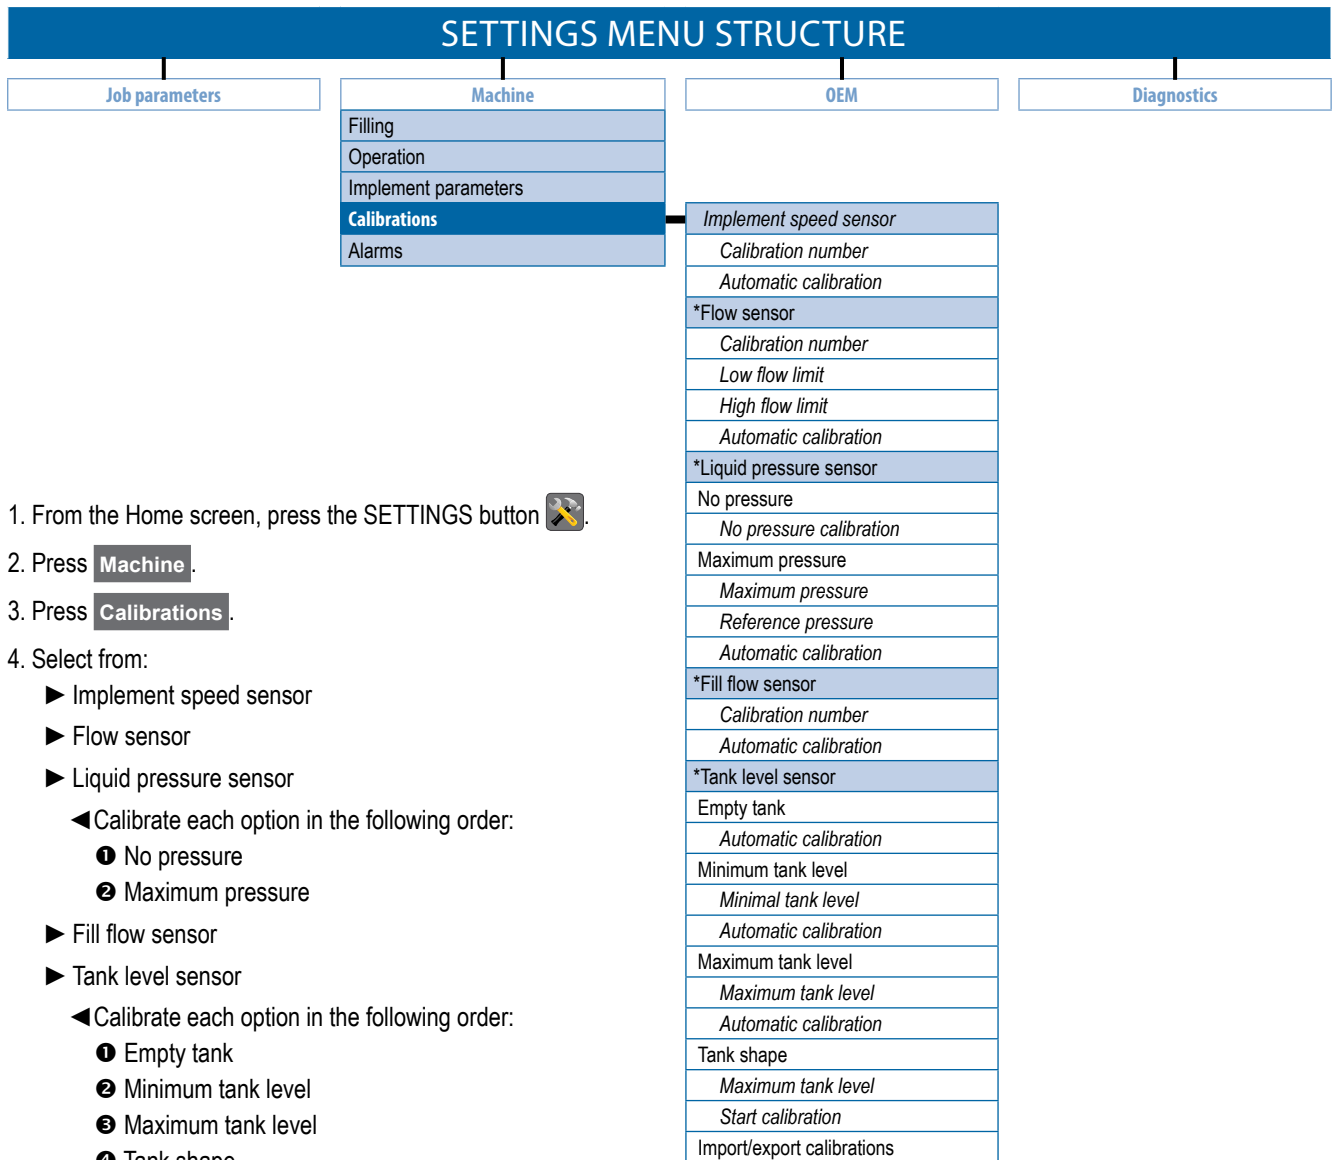 SETTINGS MENU STRUCTURE
Job parameters
Machine
OEM
Diagnostics
Filling
Operation
Implement parameters
Calibrations
Alarms
Implement speed sensor
Calibration number
Automatic calibration
*Flow sensor
Calibration number
Low flow limit
High flow limit
Automatic calibration
*Liquid pressure sensor
No pressure
No pressure calibration
Maximum pressure
Maximum pressure
Reference pressure
Automatic calibration
*Fill flow sensor
Calibration number
Automatic calibration
*Tank level sensor
Empty tank
Automatic calibration
Minimum tank level
Minimal tank level
Automatic calibration
Maximum tank level
Maximum tank level
Automatic calibration
Tank shape
Maximum tank level
Start calibration
Import/export calibrations
1. From the Home screen, press the SETTINGS button .
2. Press Machine .
3. Press Calibrations .
4. Select from:
► Implement speed sensor
► Flow sensor
► Liquid pressure sensor
◄Calibrate each option in the following order:
❶ No pressure
❷ Maximum pressure
► Fill flow sensor
► Tank level sensor
◄Calibrate each option in the following order:
❶ Empty tank
❷ Minimum tank level
❸ Maximum tank level
❹ Tank shape